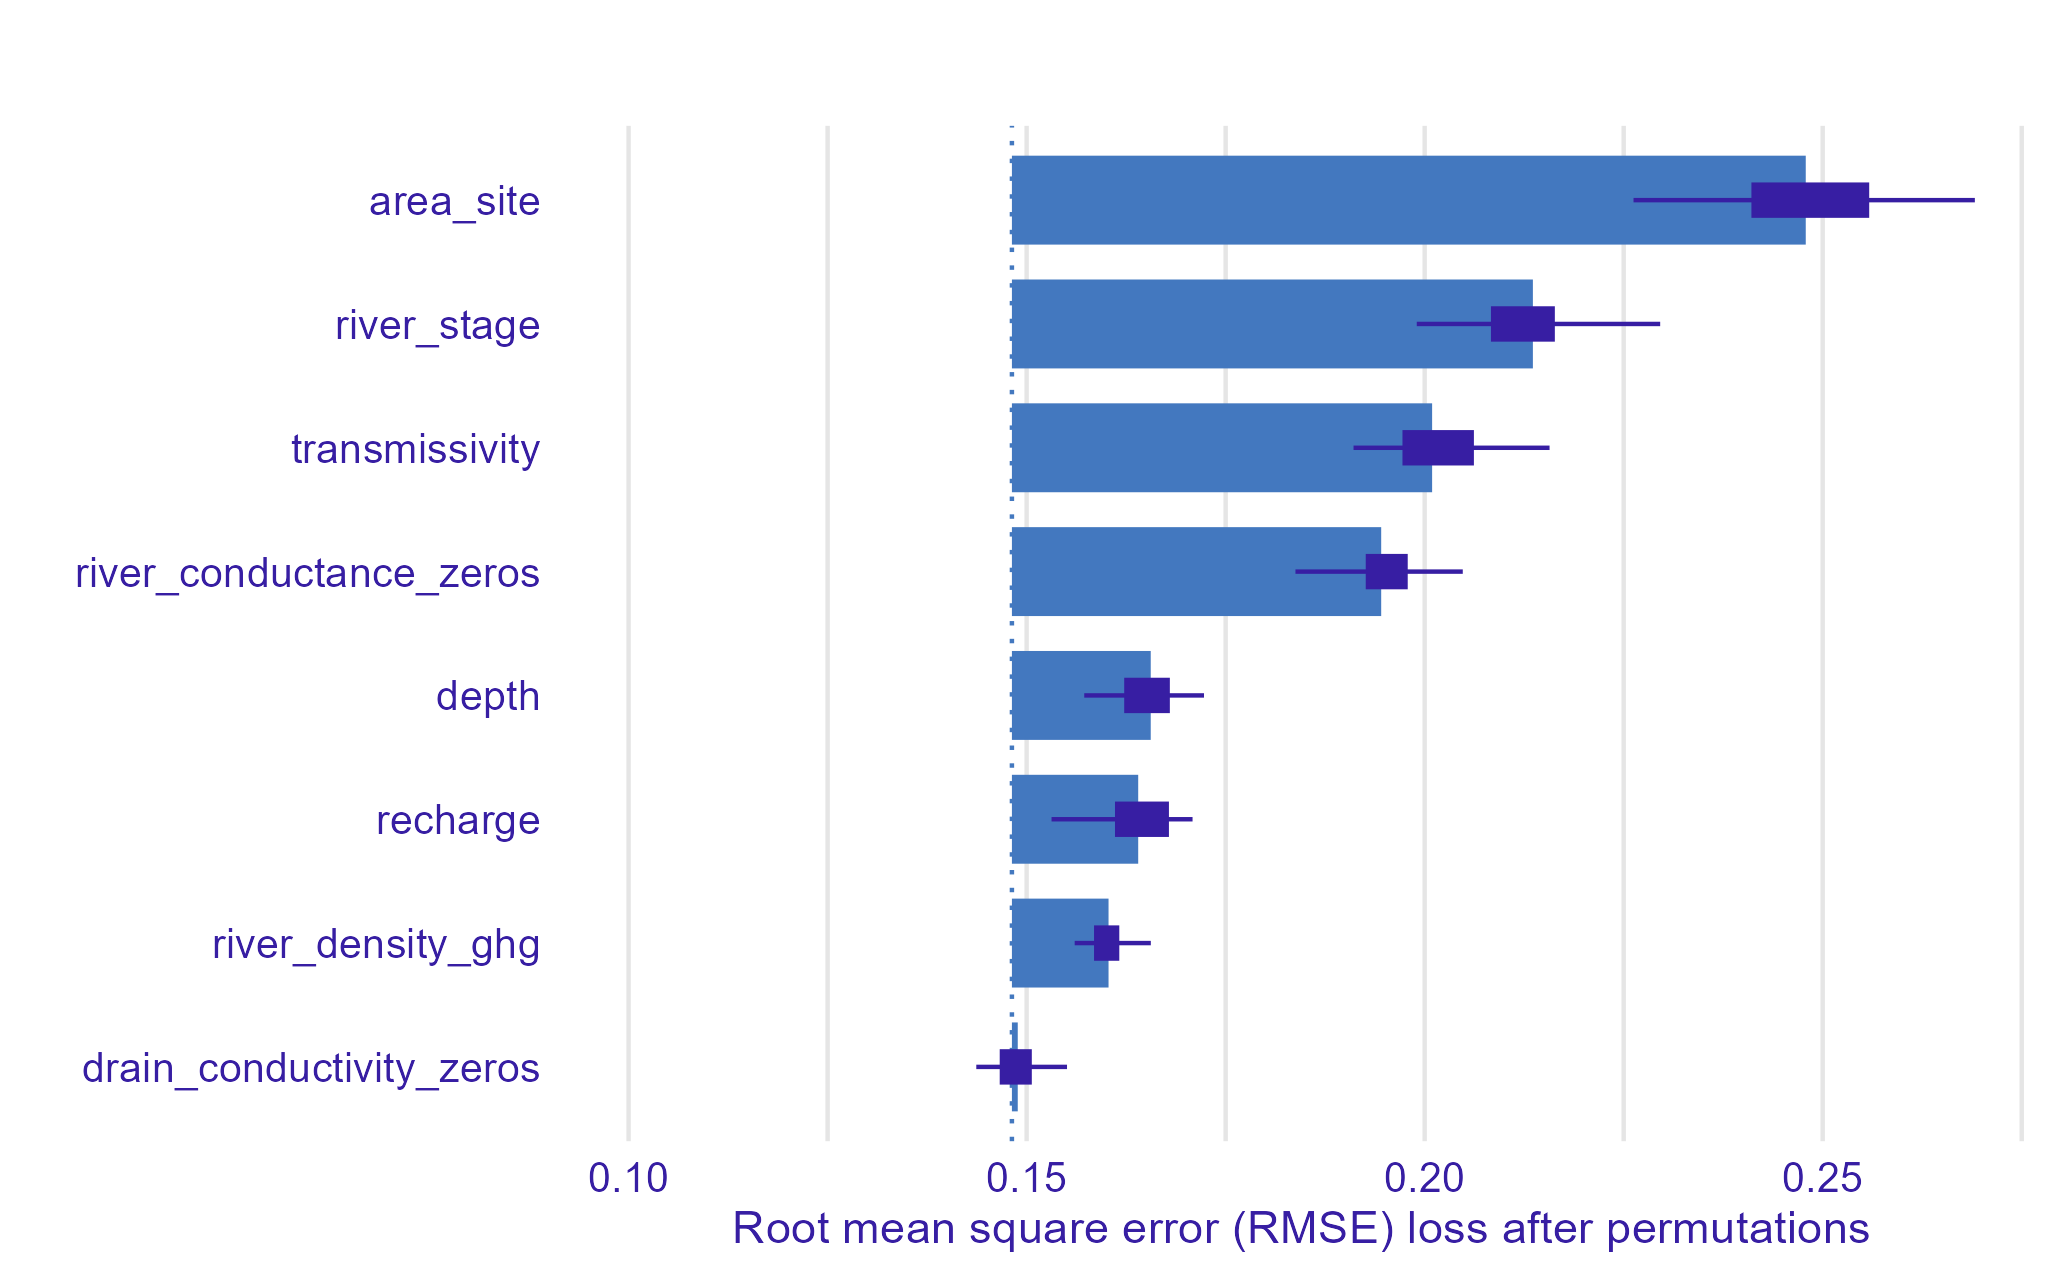 area_site
river_stage
transmissivity
river_conductance_zeros
depth
recharge
river_density_ghg
drain_conductivity_zeros
0.10 0.15 0.20 0.25
Root mean square error (RMSE) loss after permutations